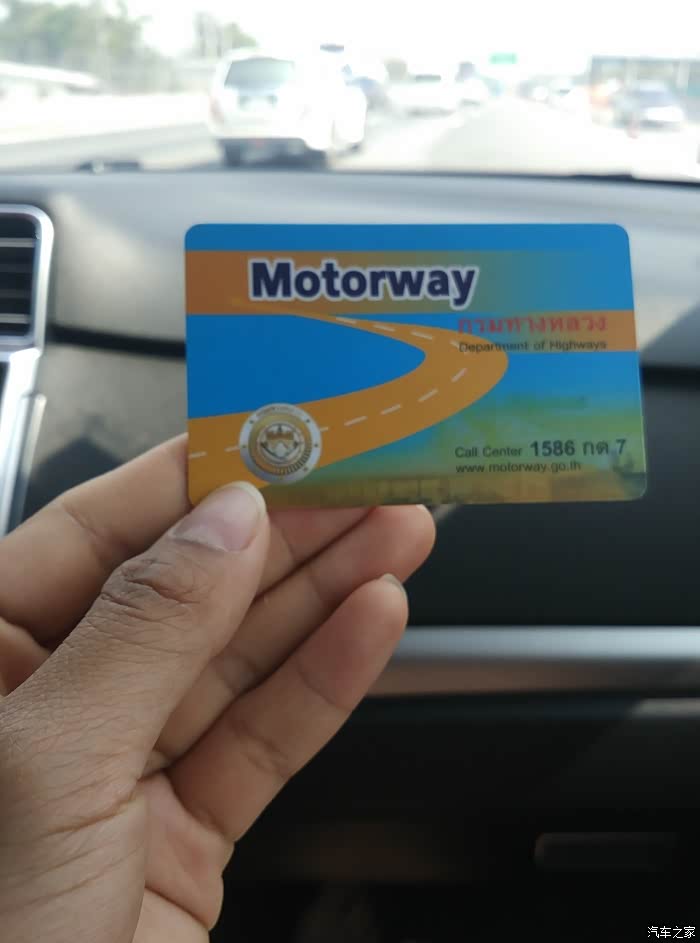 Motorway
กรมทางหลวง
Department of Highways
Call Center 1586 กด 7
www.motorway.go.th
汽车之家